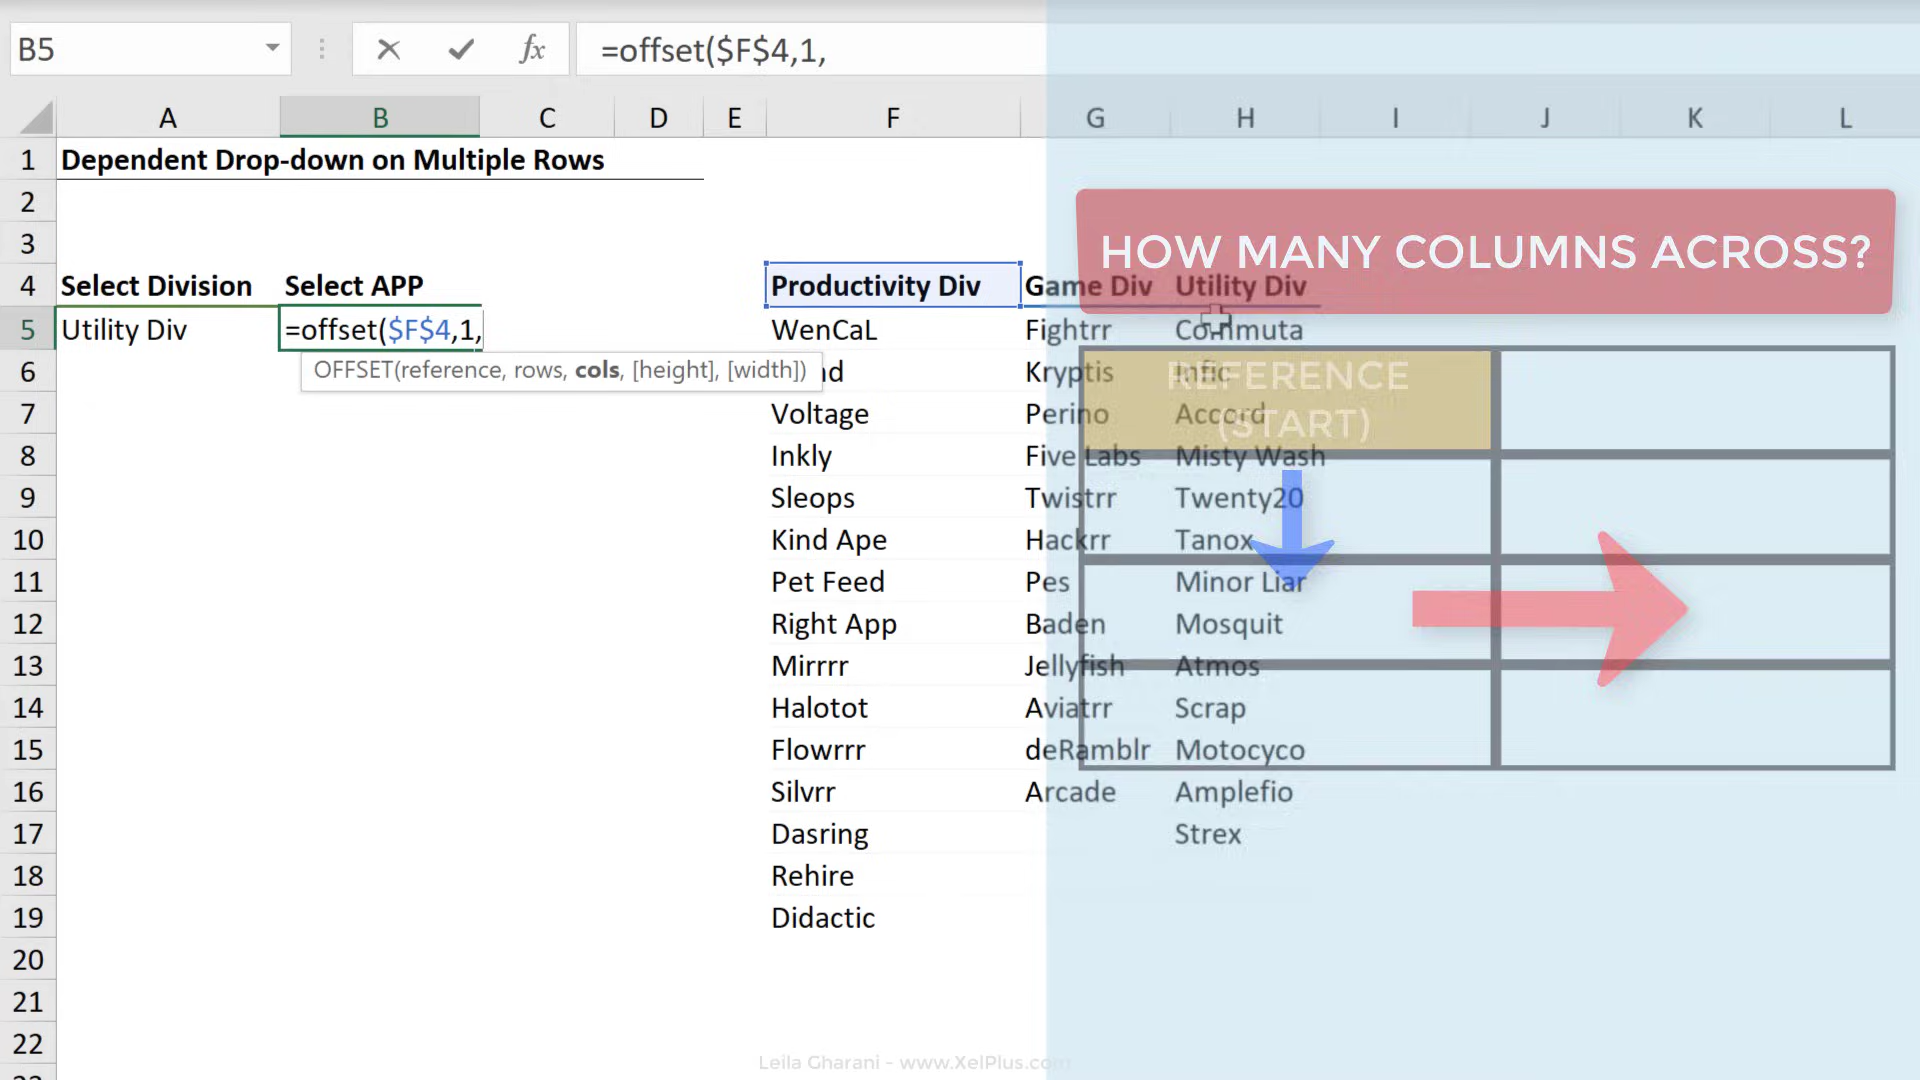 B5 fx =offset($F$4,1,
A B C D E F G H I J K L
1 Dependent Drop-down on Multiple Rows
2
3
HOW MANY COLUMNS ACROSS?
4 Select Division Select APP Productivity Div Game Div Utility Div
5 Utility Div =offset($F$4,1, WenCaL Fightrr Commuta
OFFSET(reference, rows, cols, [height], [width])
6 nd Kryptis Infic
REFERENCE
(START)
7 Voltage Perino Accord
8 Inkly Five Labs Misty Wash
9 Sleops Twistrr Twenty20
10 Kind Ape Hackrr Tanox
11 Pet Feed Pes Minor Liar
12 Right App Baden Mosquit
13 Mirrrr Jellyfish Atmos
14 Halotot Aviatrr Scrap
15 Flowrrr deRamblr Motocyco
16 Silvrr Arcade Amplefio
17 Dasring Strex
18 Rehire
19 Didactic
20
21
22
Leila Gharani - www.XelPlus.com